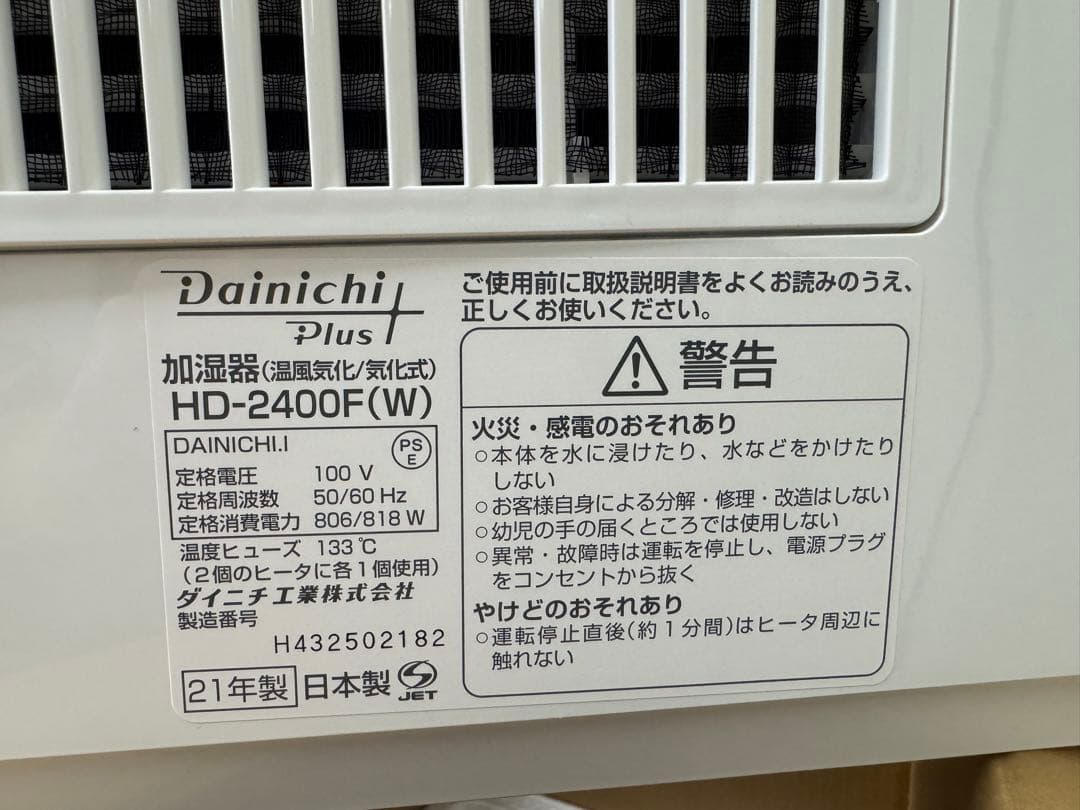 Dainichi
Plus
加湿器(温風気化/気化式)
HD-2400F(W)
DAINICHI.I
PS
E
定格電圧 100 V
定格周波数 50/60 Hz
定格消費電力 806/818 W
温度ヒューズ 133℃
(2個のヒータに各1個使用)
ダイニチ工業株式会社
製造番号
H432502182
21年製 日本製
JET
ご使用前に取扱説明書をよくお読みのうえ、
正しくお使いください。
警告
火災・感電のおそれあり
○本体を水に浸けたり、水などをかけたり
しない
○お客様自身による分解・修理・改造はしない
○幼児の手の届くところでは使用しない
○異常・故障時は運転を停止し、電源プラグ
をコンセントから抜く
やけどのおそれあり
○運転停止直後(約1分間)はヒータ周辺に
触れない